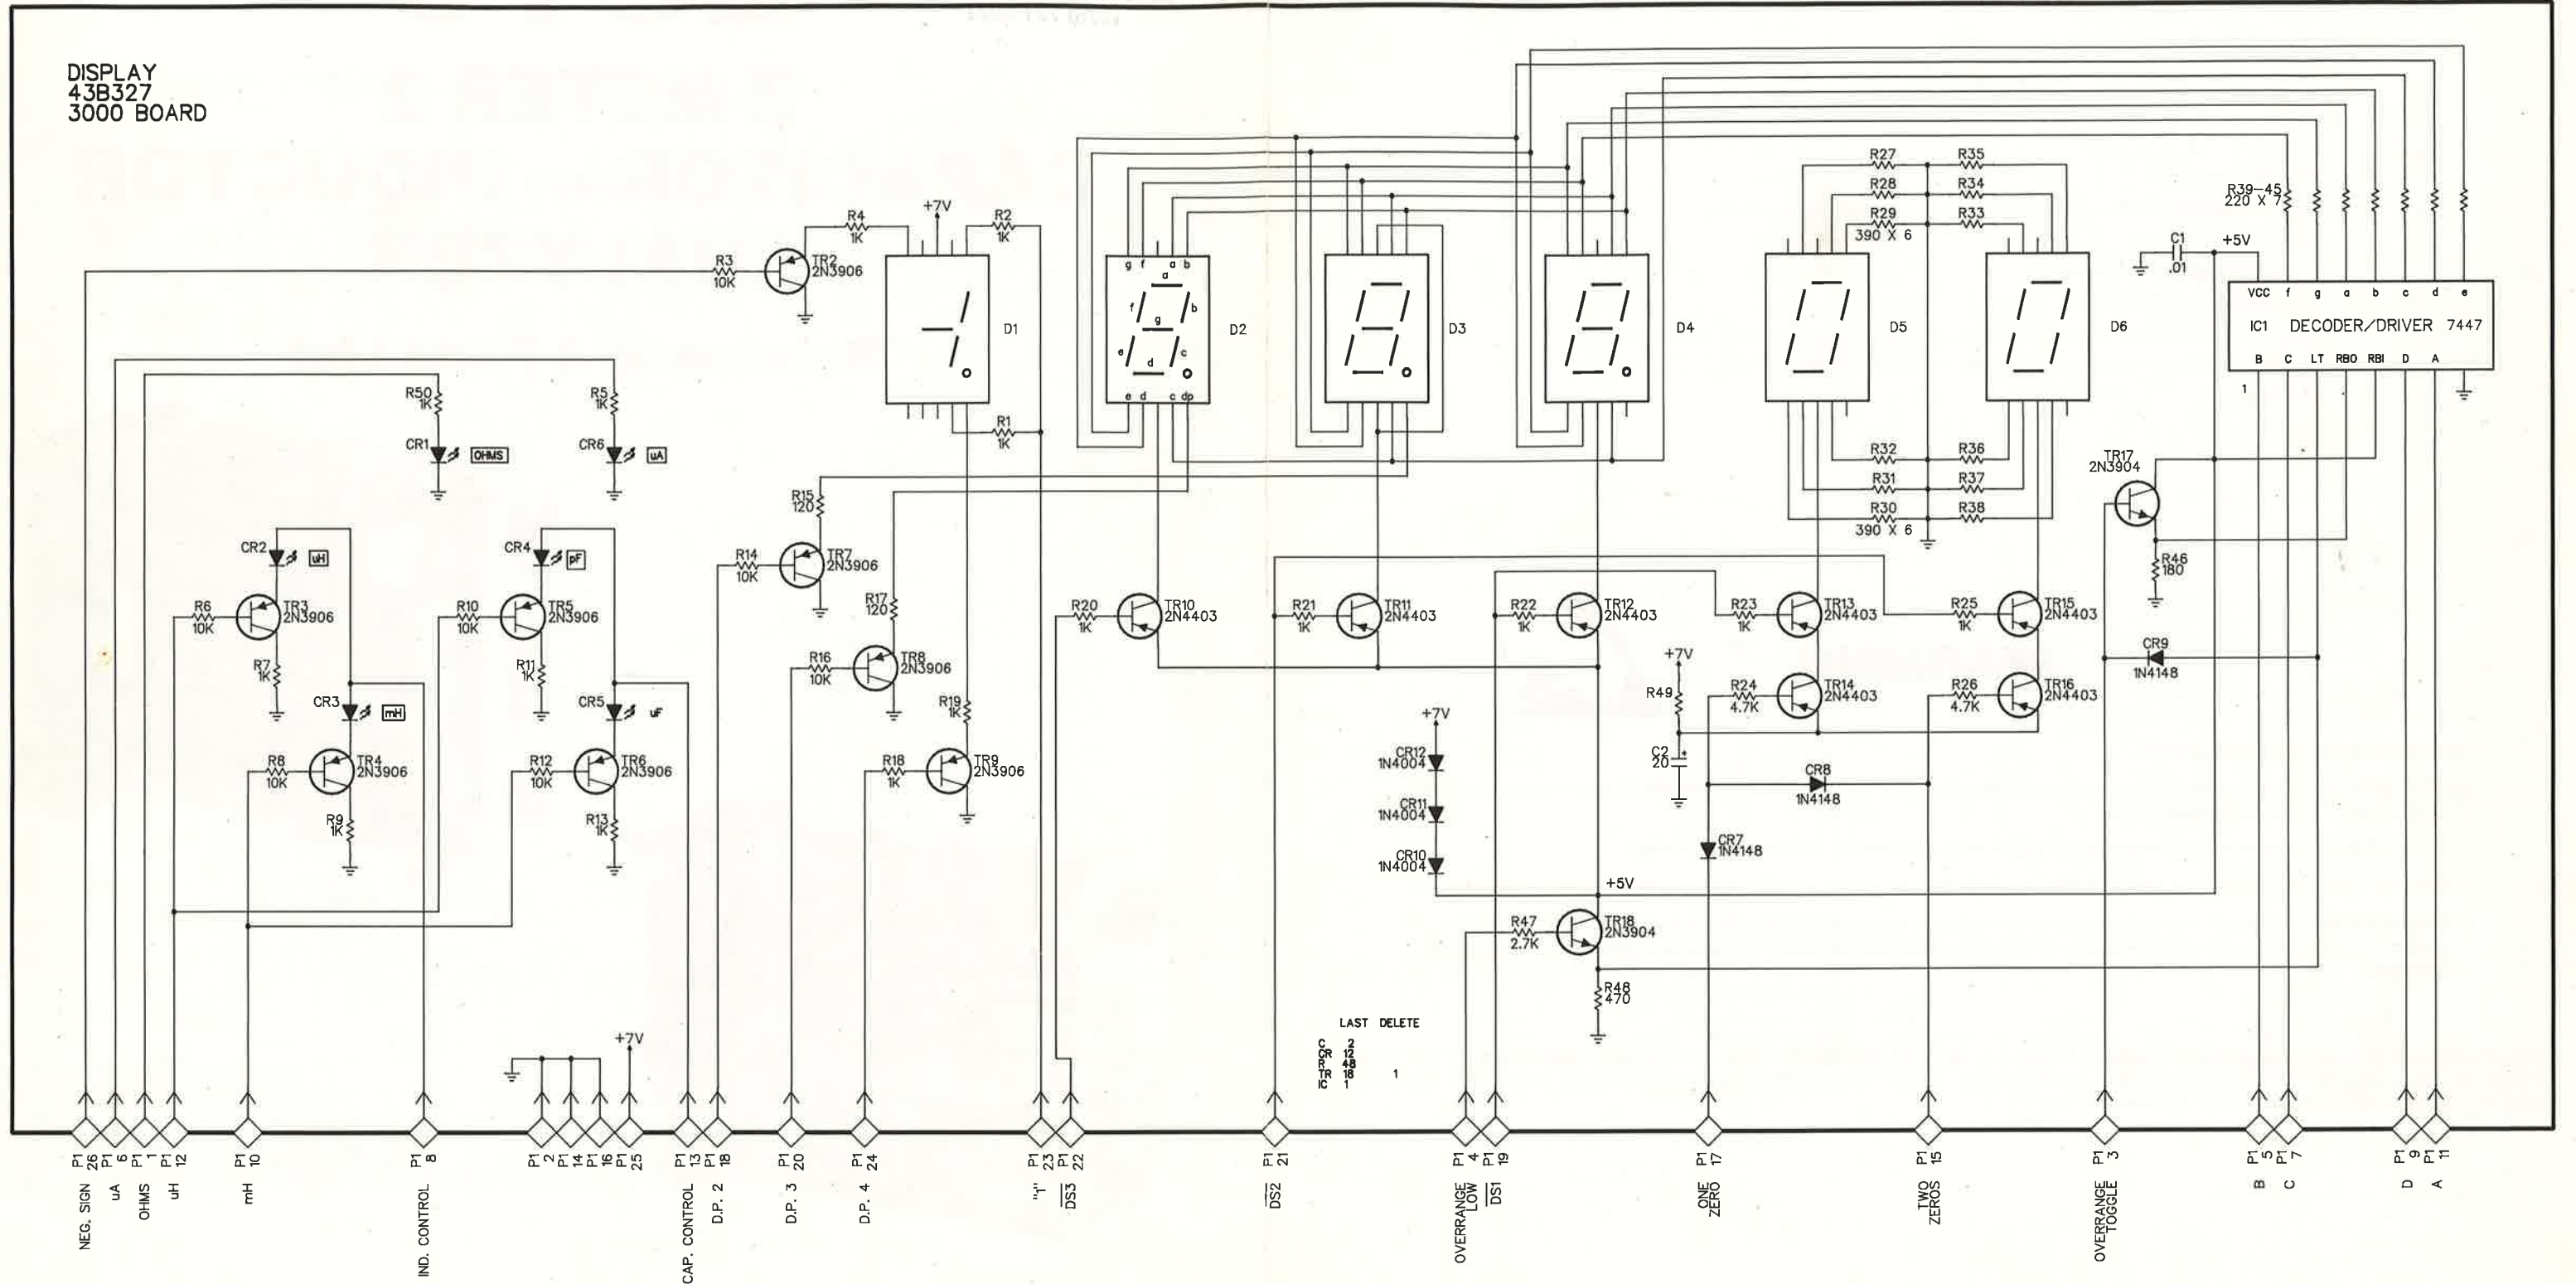 DISPLAY
43B327
3000 BOARD
R27
R35
R28
R34
R29
390 X 6
R33
R39-45
220 X 7
+7V
R4
1K
R2
1K
R3
10K
TR2
2N3906
g f a b
a
f
b
g
e
c
d
e d c dp
D1
D2
D3
D4
D5
D6
C1
.01
+5V
VCC f g a b c d e
IC1 DECODER/DRIVER 7447
B C LT RBO RBI D A
1
R50
1K
R5
1K
CR1
OHMS
CR6
uA
R1
1K
R32
R36
R31
R37
R30
390 X 6
R38
TR17
2N3904
R46
180
CR2
uH
CR4
pF
R15
120
R14
10K
TR7
2N3906
R6
10K
TR3
2N3906
R10
10K
TR5
2N3906
R17
120
R20
1K
TR10
2N4403
R21
1K
TR11
2N4403
R22
1K
TR12
2N4403
R23
1K
TR13
2N4403
R25
1K
TR15
2N4403
R7
1K
R11
1K
R16
10K
TR8
2N3906
CR9
1N4148
+7V
R49
R24
4.7K
TR14
2N4403
R26
4.7K
TR16
2N4403
CR3
mH
CR5
uF
R19
1K
+7V
CR12
1N4004
C2
20
+
R8
10K
TR4
2N3906
R12
10K
TR6
2N3906
R18
1K
TR9
2N3906
CR8
1N4148
CR11
1N4004
R9
1K
R13
1K
CR7
1N4148
CR10
1N4004
+5V
R47
2.7K
TR18
2N3904
R48
470
LAST DELETE
C 2
CR 12
R 48
TR 18 1
IC 1
+7V
P1 26 NEG. SIGN
P1 6 uA
P1 1 OHMS
P1 12 uH
P1 10 mH
P1 8 IND. CONTROL
P1 2
P1 14
P1 16
P1 25
P1 13 CAP. CONTROL
P1 18 D.P. 2
P1 20 D.P. 3
P1 24 D.P. 4
P1 23 "1"
P1 22 DS3
P1 21 DS2
P1 4 OVERRANGE LOW
P1 19 DS1
P1 17 ONE ZERO
P1 15 TWO ZEROS
P1 3 OVERRANGE TOGGLE
P1 5 B
P1 7 C
P1 9 D
P1 11 A